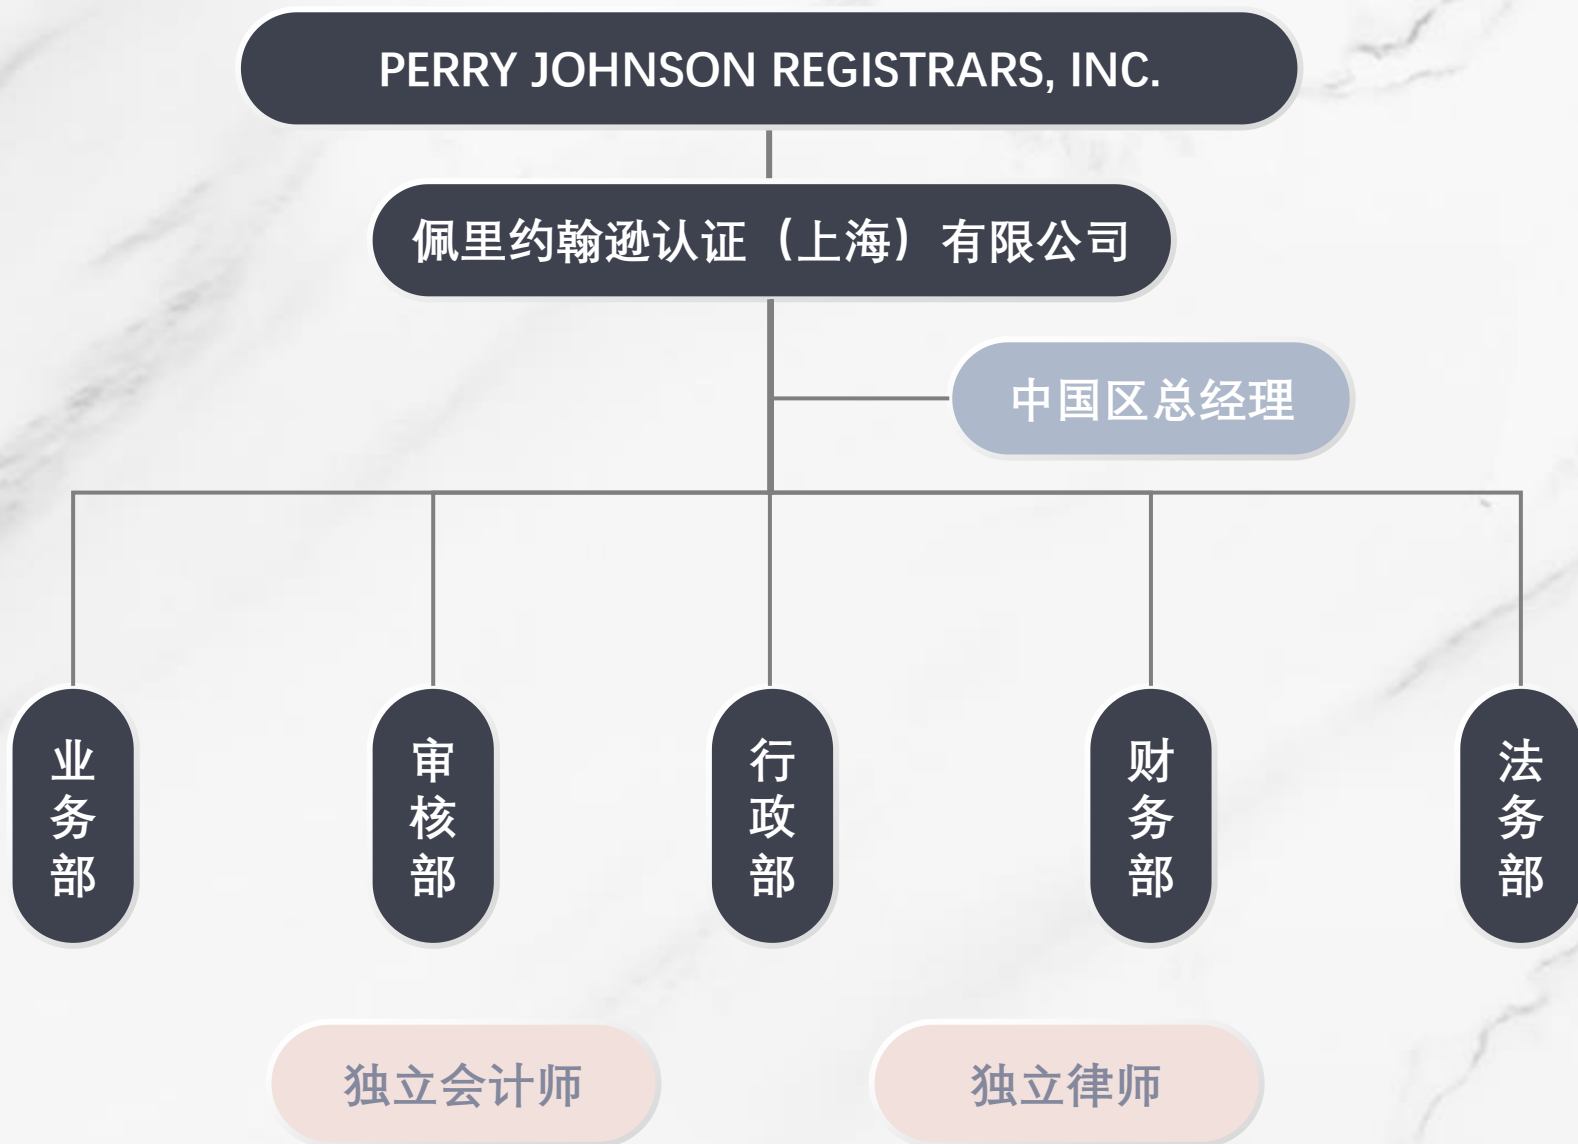 PERRY JOHNSON REGISTRARS, INC.
佩里约翰逊认证（上海）有限公司
中国区总经理
业务部
审核部
行政部
财务部
法务部
独立会计师
独立律师